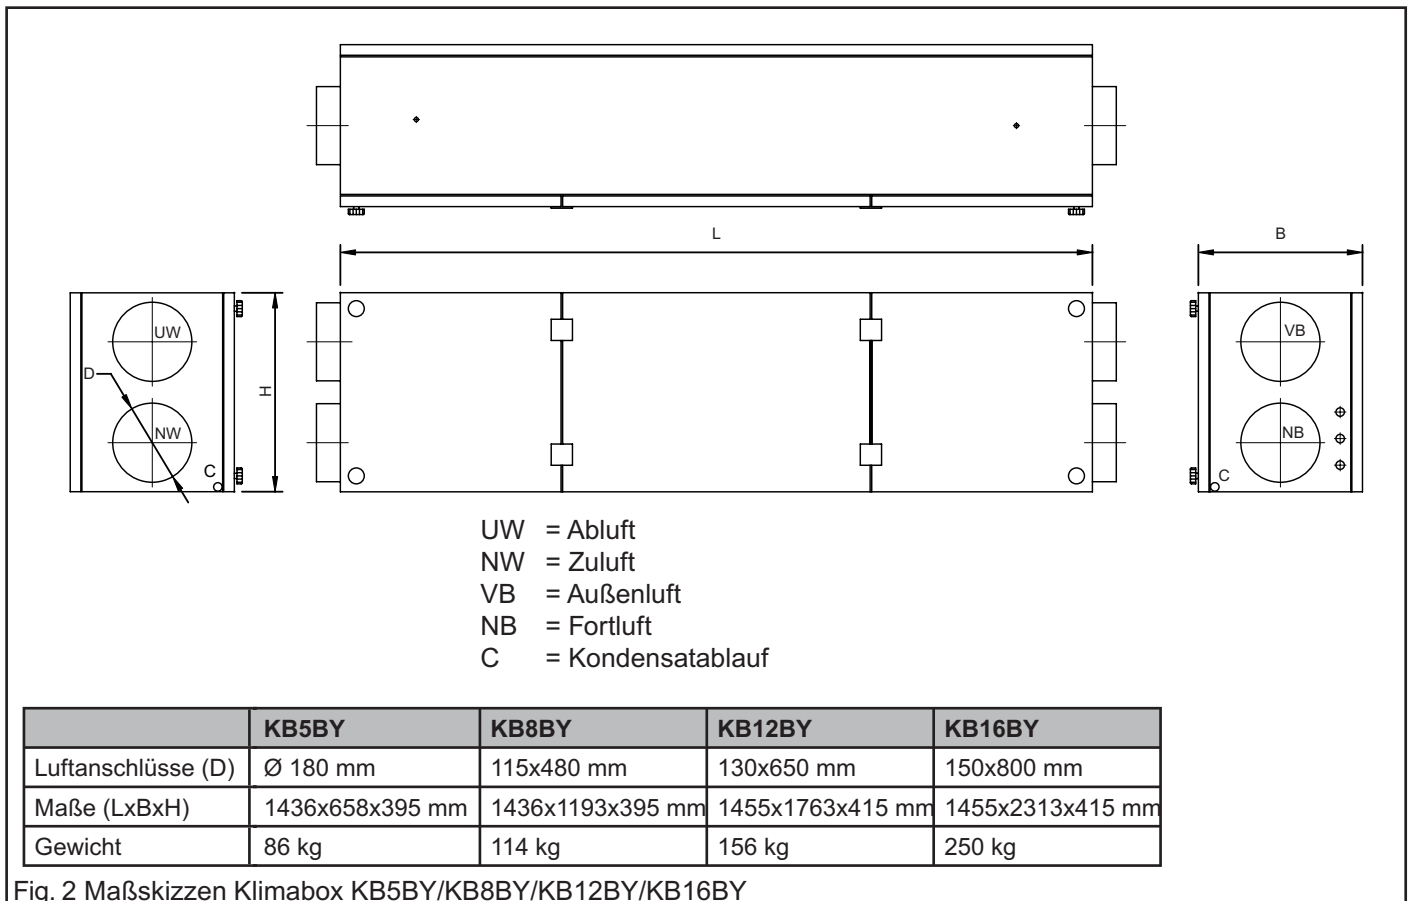 L
B
UW
D
NW
C
H
VB
NB
C
UW = Abluft
NW = Zuluft
VB = Außenluft
NB = Fortluft
C = Kondensatablauf
KB5BY KB8BY KB12BY KB16BY
Luftanschlüsse (D) Ø 180 mm 115x480 mm 130x650 mm 150x800 mm
Maße (LxBxH) 1436x658x395 mm 1436x1193x395 mm 1455x1763x415 mm 1455x2313x415 mm
Gewicht 86 kg 114 kg 156 kg 250 kg
Fig. 2 Maßskizzen Klimabox KB5BY/KB8BY/KB12BY/KB16BY